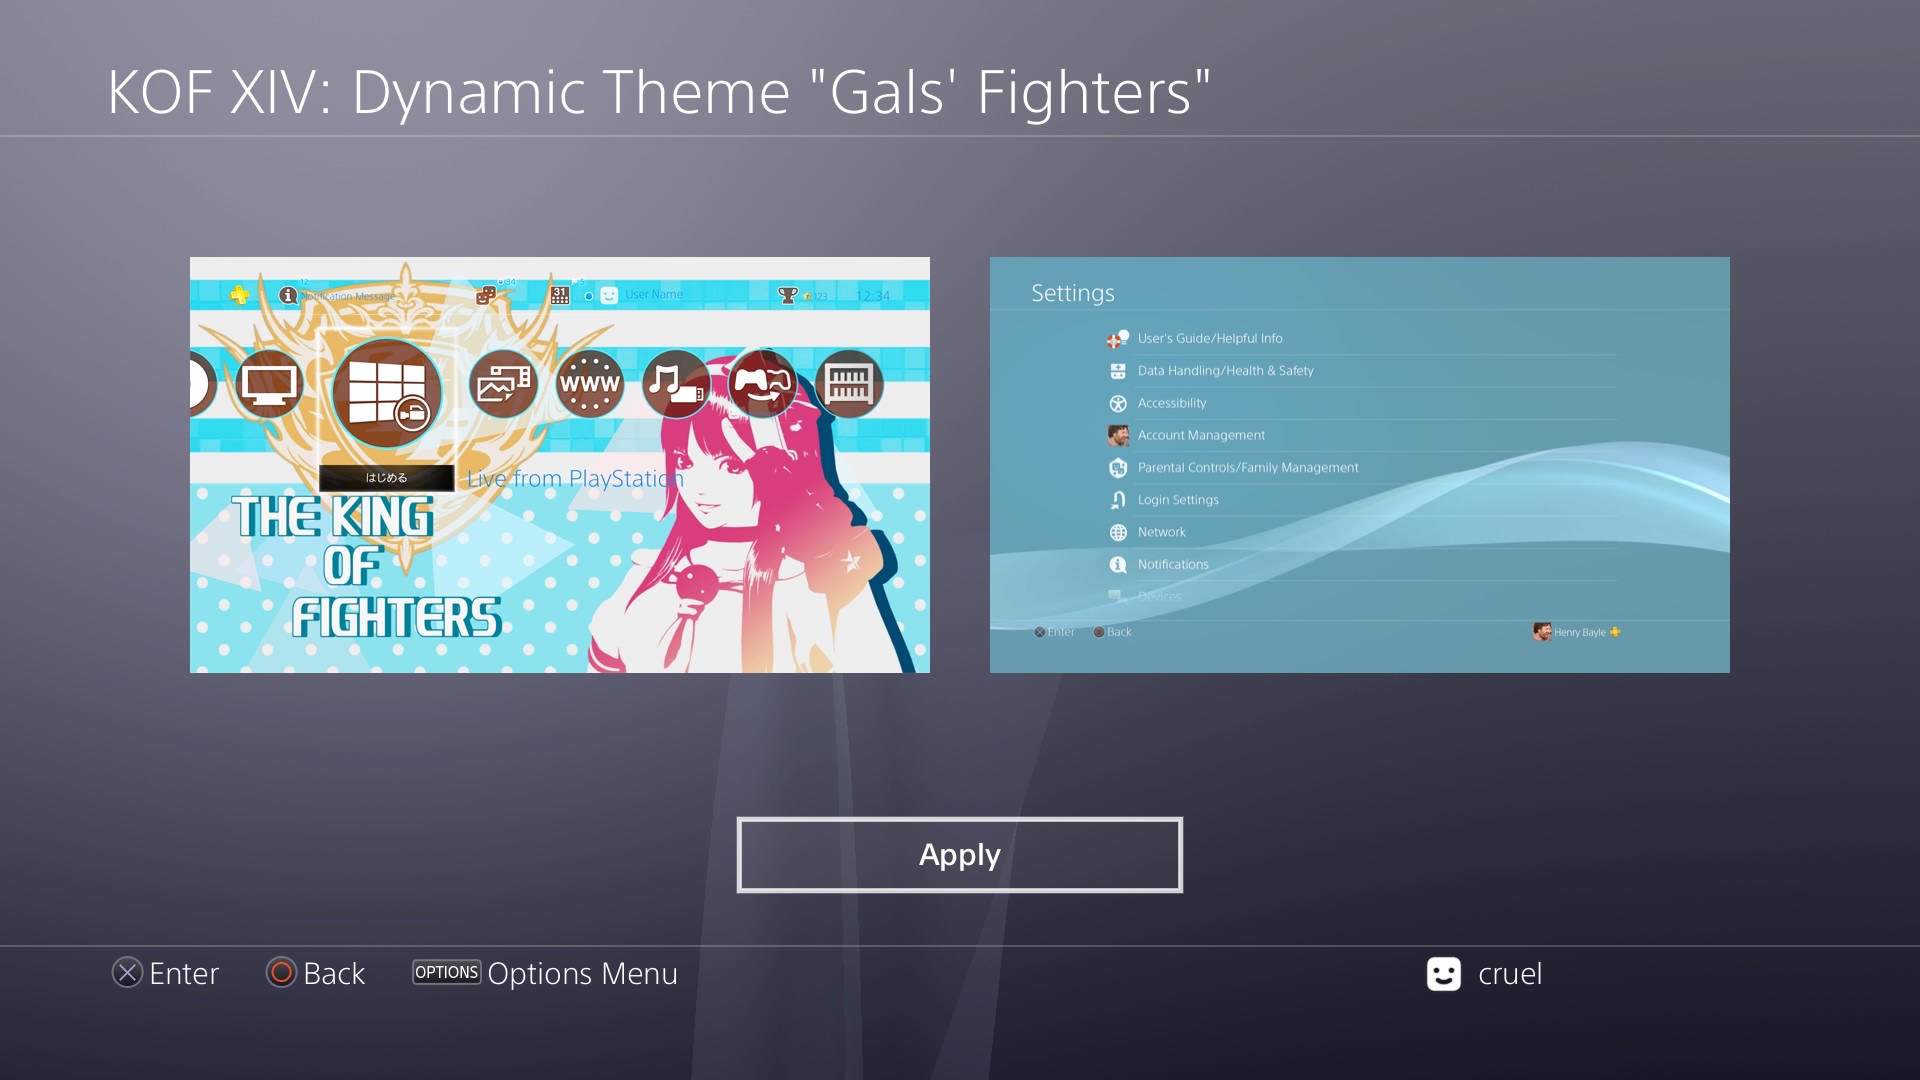 KOF XIV: Dynamic Theme "Gals' Fighters"
12
Notification Message
34
31
5
User Name
123
12:34
WWW
はじめる
Live from PlayStation
THE KING
OF
FIGHTERS
Settings
User's Guide/Helpful Info
Data Handling/Health & Safety
Accessibility
Account Management
Parental Controls/Family Management
Login Settings
Network
Notifications
Devices
Enter
Back
Henry Bayle
Apply
Enter
Back
OPTIONS Options Menu
cruel